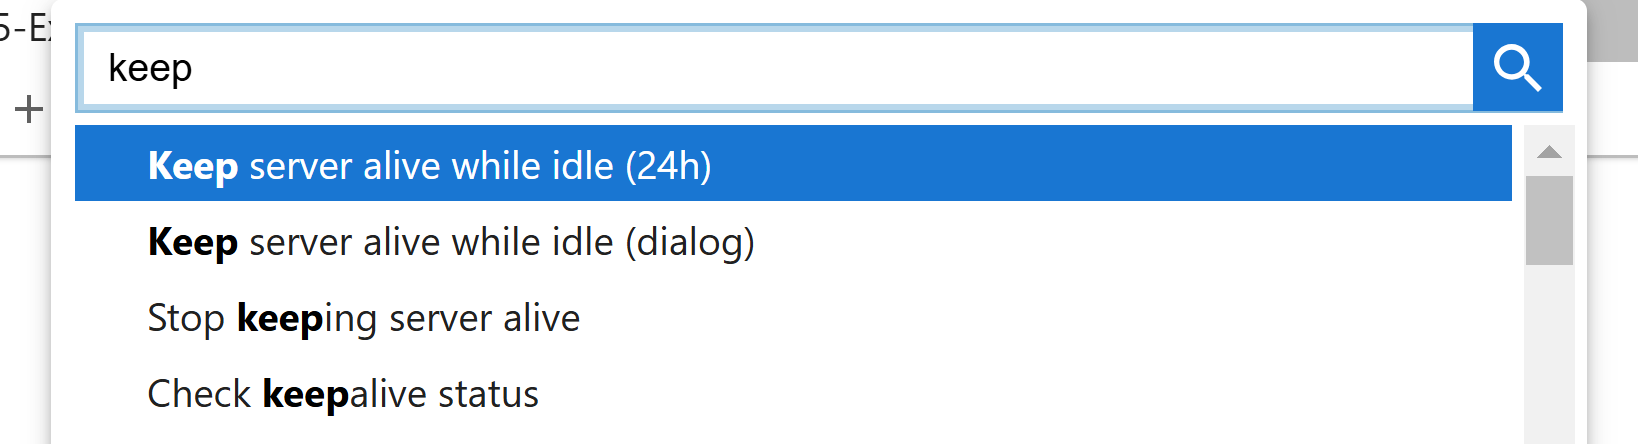 5-Ex
keep
Keep server alive while idle (24h)
Keep server alive while idle (dialog)
Stop keeping server alive
Check keepalive status